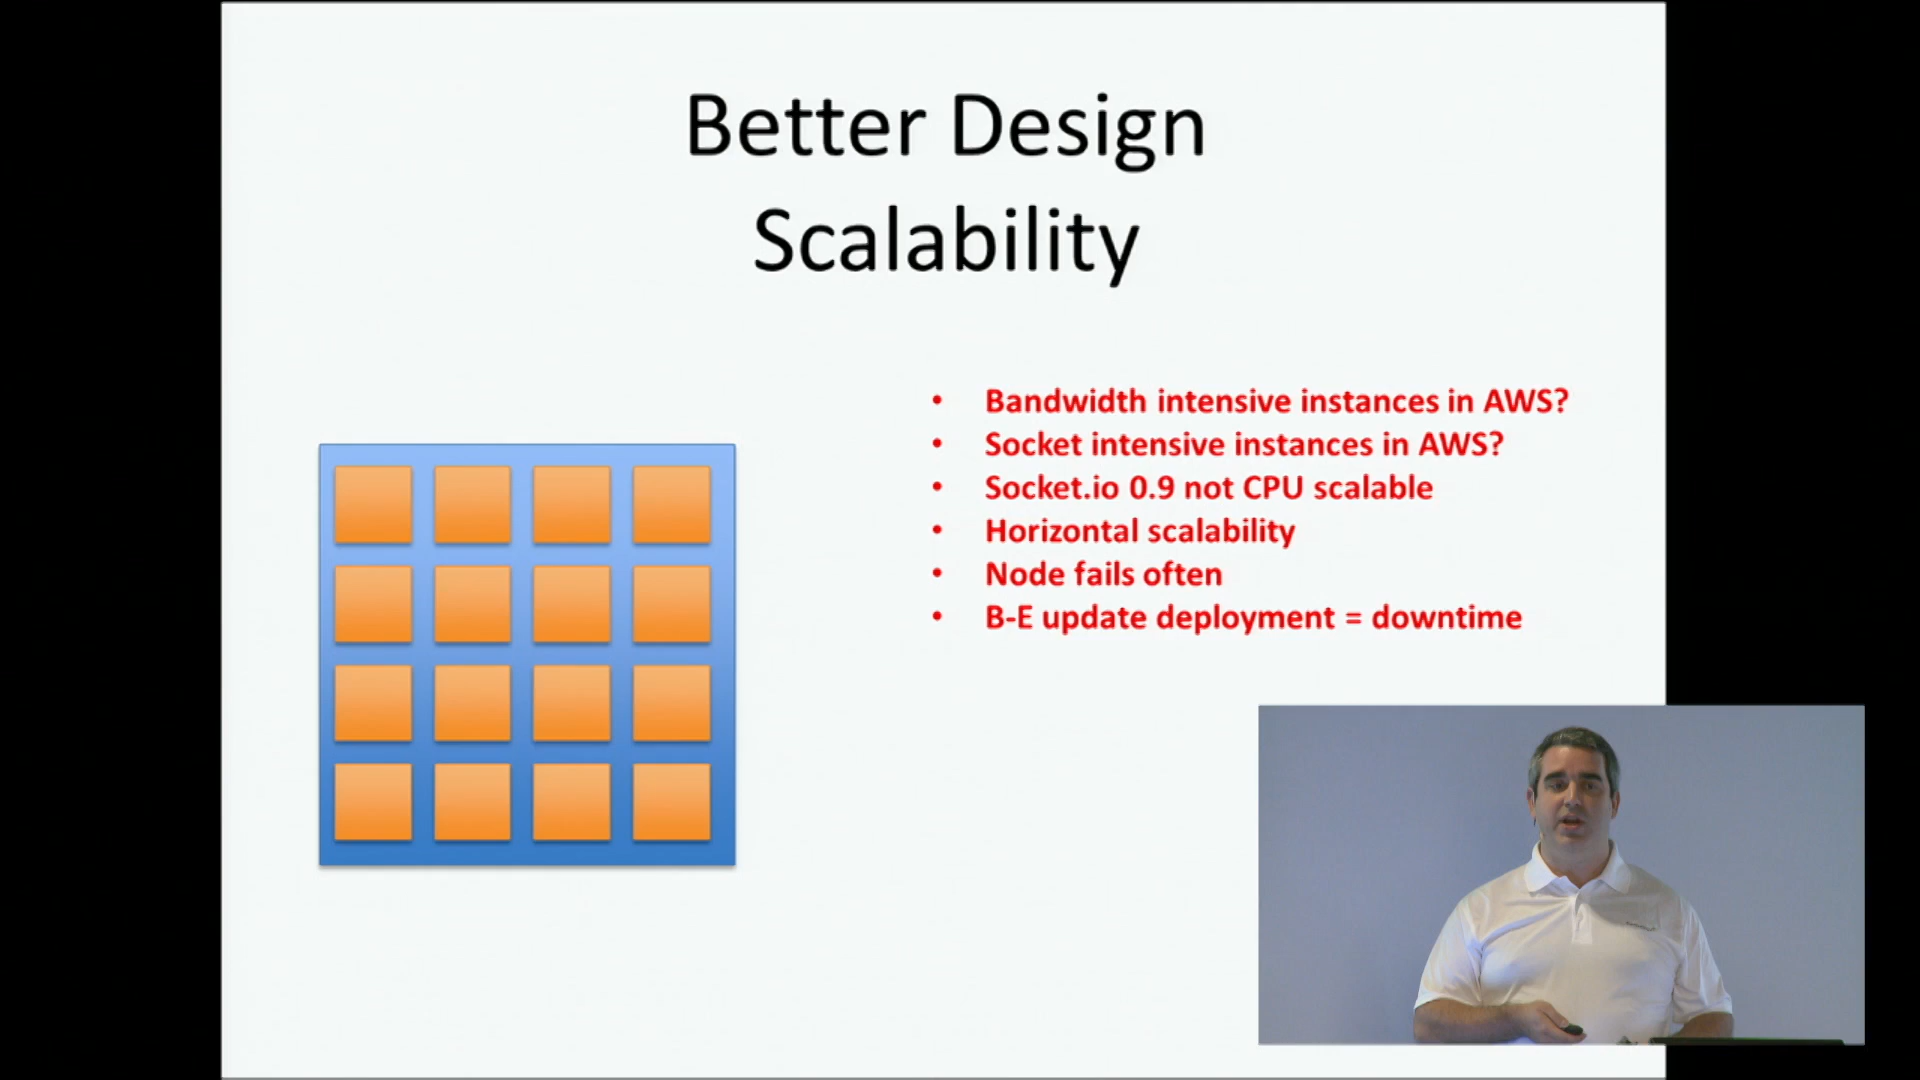 Better Design
Scalability
• Bandwidth intensive instances in AWS?
• Socket intensive instances in AWS?
• Socket.io 0.9 not CPU scalable
• Horizontal scalability
• Node fails often
• B-E update deployment = downtime